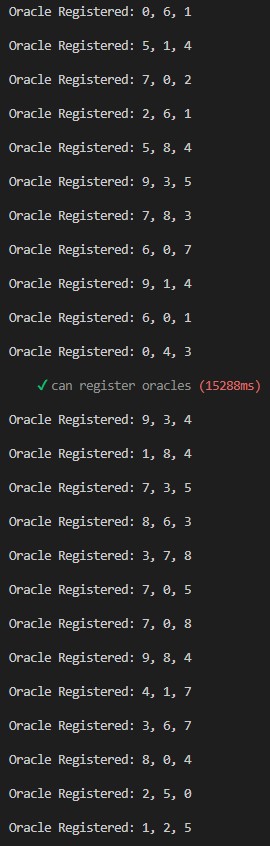 Oracle Registered: 0, 6, 1
Oracle Registered: 5, 1, 4
Oracle Registered: 7, 0, 2
Oracle Registered: 2, 6, 1
Oracle Registered: 5, 8, 4
Oracle Registered: 9, 3, 5
Oracle Registered: 7, 8, 3
Oracle Registered: 6, 0, 7
Oracle Registered: 9, 1, 4
Oracle Registered: 6, 0, 1
Oracle Registered: 0, 4, 3
✓ can register oracles (15288ms)
Oracle Registered: 9, 3, 4
Oracle Registered: 1, 8, 4
Oracle Registered: 7, 3, 5
Oracle Registered: 8, 6, 3
Oracle Registered: 3, 7, 8
Oracle Registered: 7, 0, 5
Oracle Registered: 7, 0, 8
Oracle Registered: 9, 8, 4
Oracle Registered: 4, 1, 7
Oracle Registered: 3, 6, 7
Oracle Registered: 8, 0, 4
Oracle Registered: 2, 5, 0
Oracle Registered: 1, 2, 5